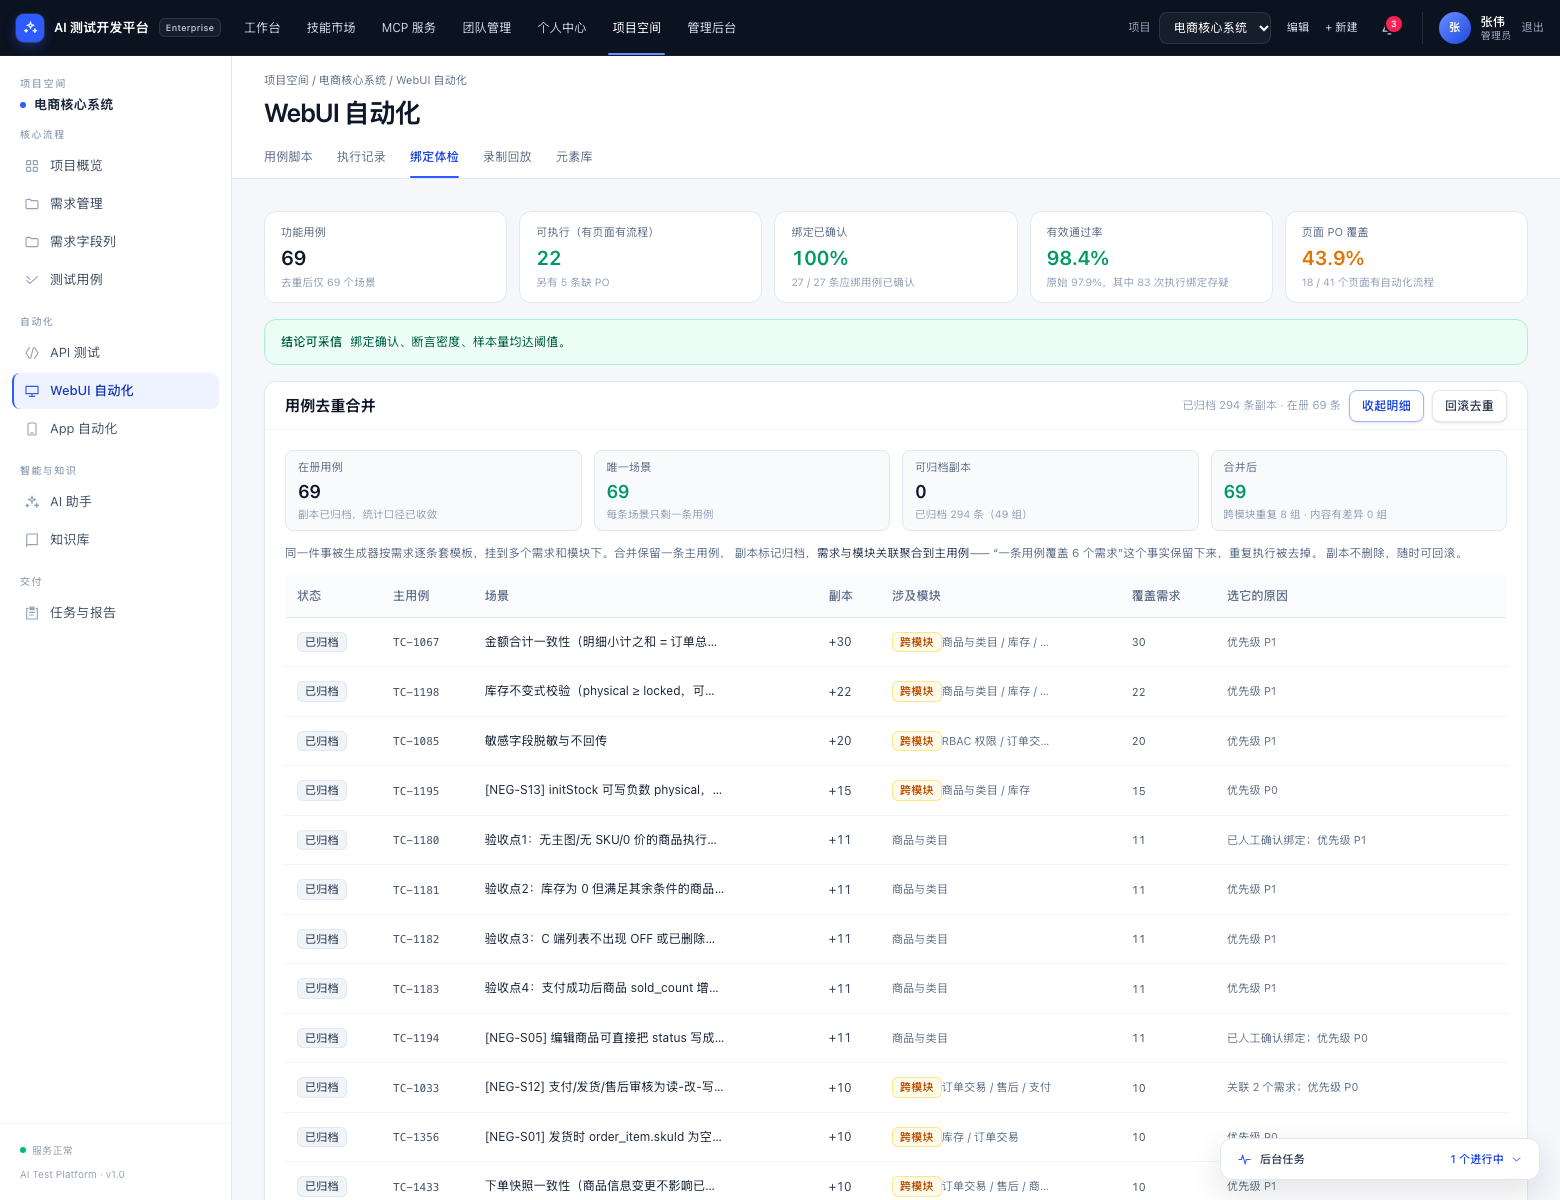 AI 测试开发平台 Enterprise 工作台 技能市场 MCP 服务 团队管理 个人中心 项目空间 管理后台 项目 电商核心系统 编辑 + 新建 3 张 张伟 管理员 退出
项目空间
电商核心系统
核心流程
项目概览
需求管理
需求字段列
测试用例
自动化
API 测试
WebUI 自动化
App 自动化
智能与知识
AI 助手
知识库
交付
任务与报告
服务正常
AI Test Platform · v1.0
项目空间 / 电商核心系统 / WebUI 自动化
WebUI 自动化
用例脚本 执行记录 绑定体检 录制回放 元素库
功能用例
69
去重后仅 69 个场景
可执行（有页面有流程）
22
另有 5 条缺 PO
绑定已确认
100%
27 / 27 条应绑用例已确认
有效通过率
98.4%
原始 97.9%，其中 83 次执行绑定存疑
页面 PO 覆盖
43.9%
18 / 41 个页面有自动化流程
结论可采信 绑定确认、断言密度、样本量均达阈值。
用例去重合并 已归档 294 条副本 · 在册 69 条 收起明细 回滚去重
在册用例
69
副本已归档，统计口径已收敛
唯一场景
69
每条场景只剩一条用例
可归档副本
0
已归档 294 条（49 组）
合并后
69
跨模块重复 8 组 · 内容有差异 0 组
同一件事被生成器按需求逐条套模板，挂到多个需求和模块下。合并保留一条主用例， 副本标记归档，需求与模块关联聚合到主用例—— “一条用例覆盖 6 个需求”这个事实保留下来，重复执行被去掉。 副本不删除，随时可回滚。
状态 主用例 场景 副本 涉及模块 覆盖需求 选它的原因
已归档 TC-1067 金额合计一致性（明细小计之和 = 订单总… +30 跨模块 商品与类目 / 库存 / … 30 优先级 P1
已归档 TC-1198 库存不变式校验（physical ≥ locked，可… +22 跨模块 商品与类目 / 库存 / … 22 优先级 P1
已归档 TC-1085 敏感字段脱敏与不回传 +20 跨模块 RBAC 权限 / 订单交… 20 优先级 P1
已归档 TC-1195 [NEG-S13] initStock 可写负数 physical，… +15 跨模块 商品与类目 / 库存 15 优先级 P0
已归档 TC-1180 验收点1：无主图/无 SKU/0 价的商品执行… +11 商品与类目 11 已人工确认绑定；优先级 P1
已归档 TC-1181 验收点2：库存为 0 但满足其余条件的商品… +11 商品与类目 11 优先级 P1
已归档 TC-1182 验收点3：C 端列表不出现 OFF 或已删除… +11 商品与类目 11 优先级 P1
已归档 TC-1183 验收点4：支付成功后商品 sold_count 增… +11 商品与类目 11 优先级 P1
已归档 TC-1194 [NEG-S05] 编辑商品可直接把 status 写成… +11 商品与类目 11 已人工确认绑定；优先级 P0
已归档 TC-1033 [NEG-S12] 支付/发货/售后审核为读-改-写… +10 跨模块 订单交易 / 售后 / 支付 10 关联 2 个需求；优先级 P0
已归档 TC-1356 [NEG-S01] 发货时 order_item.skuId 为空… +10 跨模块 库存 / 订单交易 10 优先级 P0
已归档 TC-1433 下单快照一致性（商品信息变更不影响已… +10 跨模块 订单交易 / 售后 / 商… 10 优先级 P1
后台任务 1 个进行中